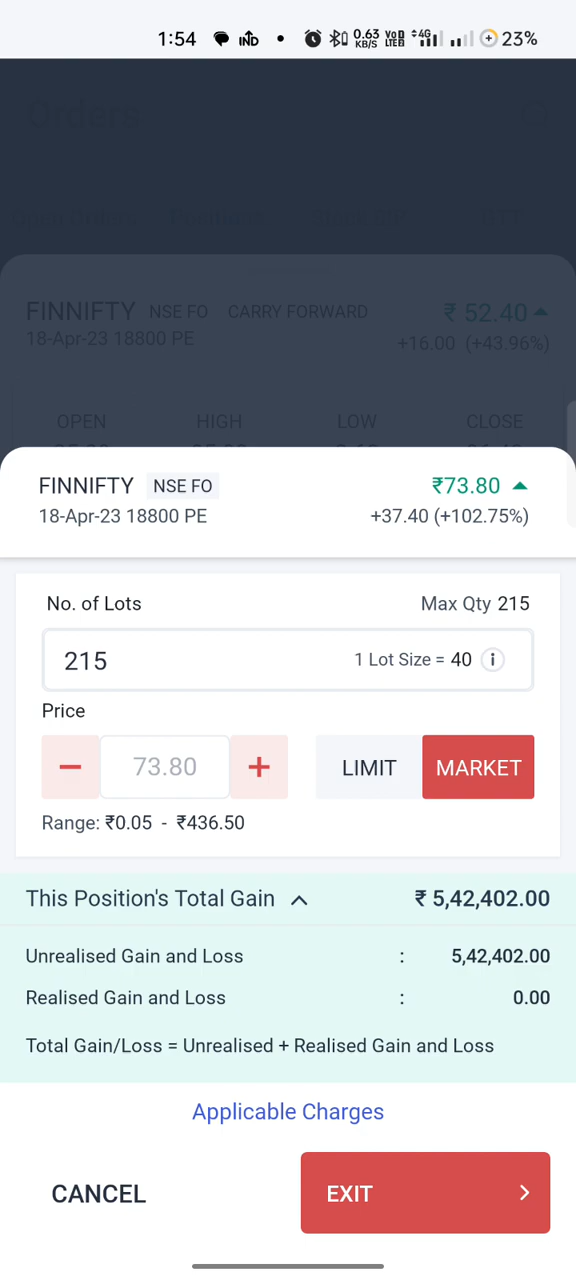 1:54 IND 0.63 KB/S VoD LTE2 4G 23%
Orders
FINNIFTY NSE FO CARRY FORWARD ₹ 52.40
18-Apr-23 18800 PE +16.00 (+43.96%)
OPEN HIGH LOW CLOSE
FINNIFTY NSE FO ₹73.80
18-Apr-23 18800 PE +37.40 (+102.75%)
No. of Lots Max Qty 215
215 1 Lot Size = 40
Price
− 73.80 + LIMIT MARKET
Range: ₹0.05 - ₹436.50
This Position's Total Gain ₹ 5,42,402.00
Unrealised Gain and Loss : 5,42,402.00
Realised Gain and Loss : 0.00
Total Gain/Loss = Unrealised + Realised Gain and Loss
Applicable Charges
CANCEL EXIT